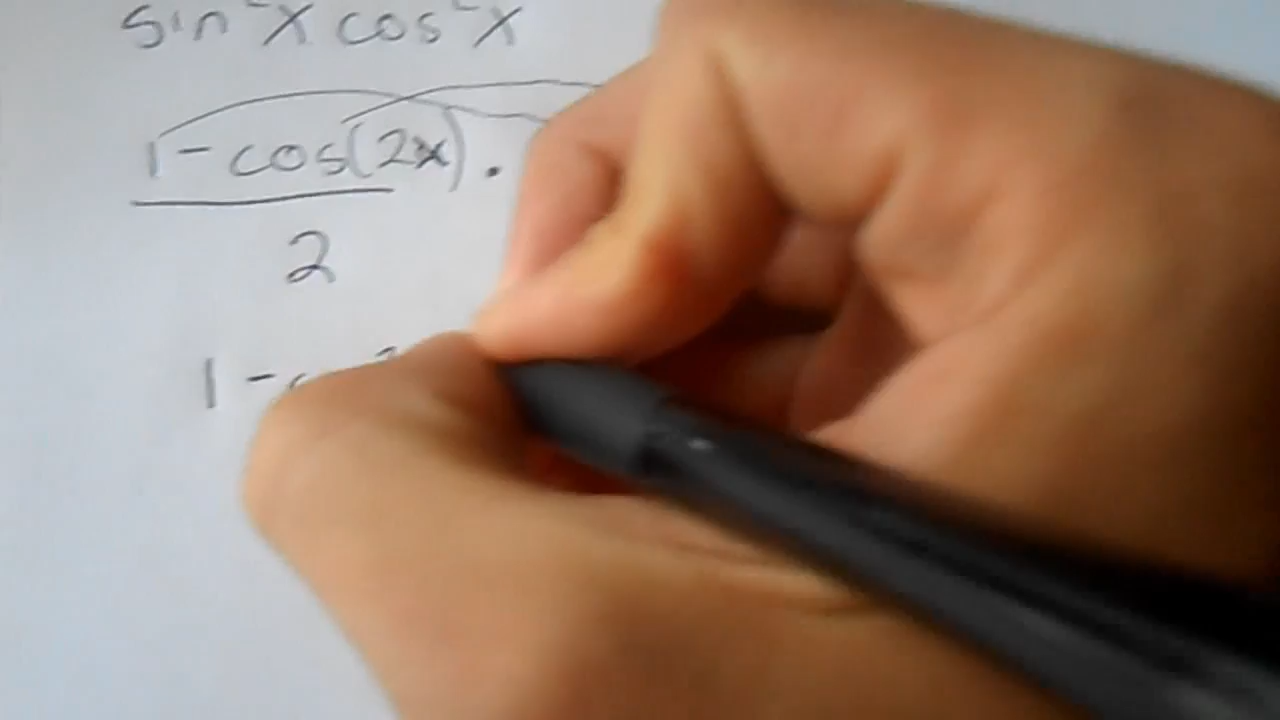 sin²x cos²x
1 - cos(2x) ·
2
1 -